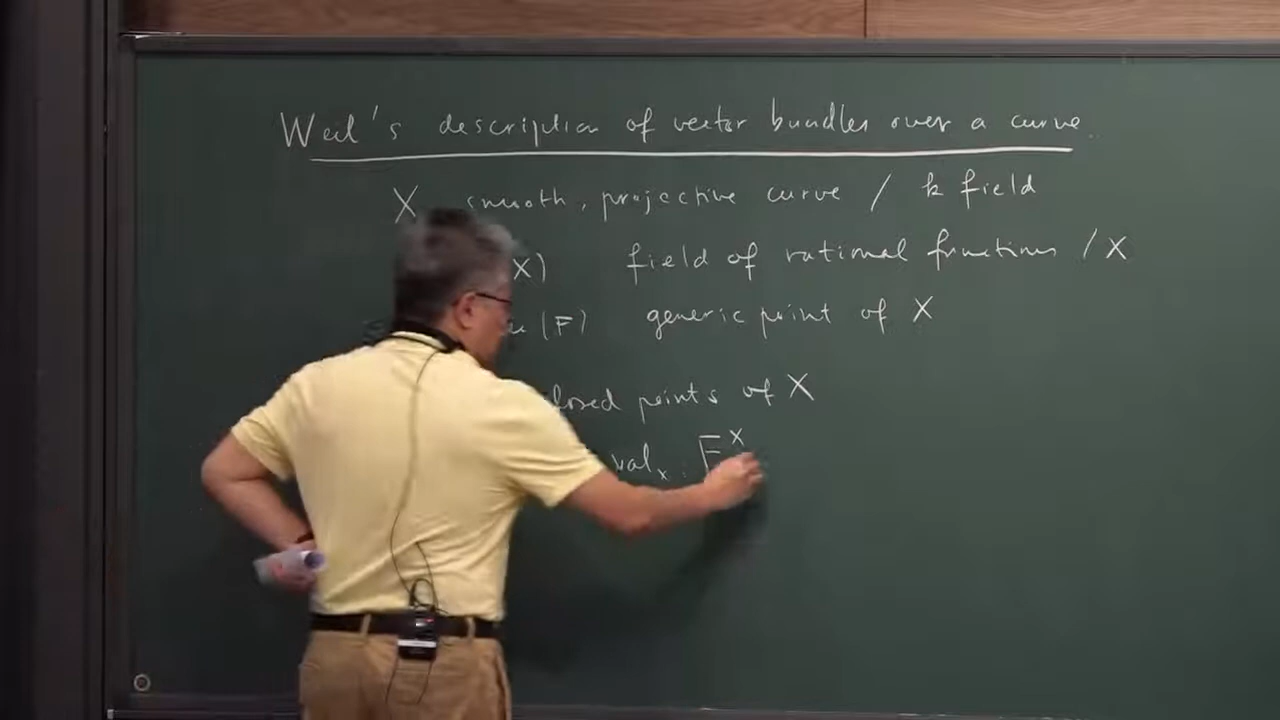 Weil's description of vector bundles over a curve.
X smooth, projective curve / k field
X) field of rational functions / X
(F) generic point of X
closed points of X
val_x : F^x